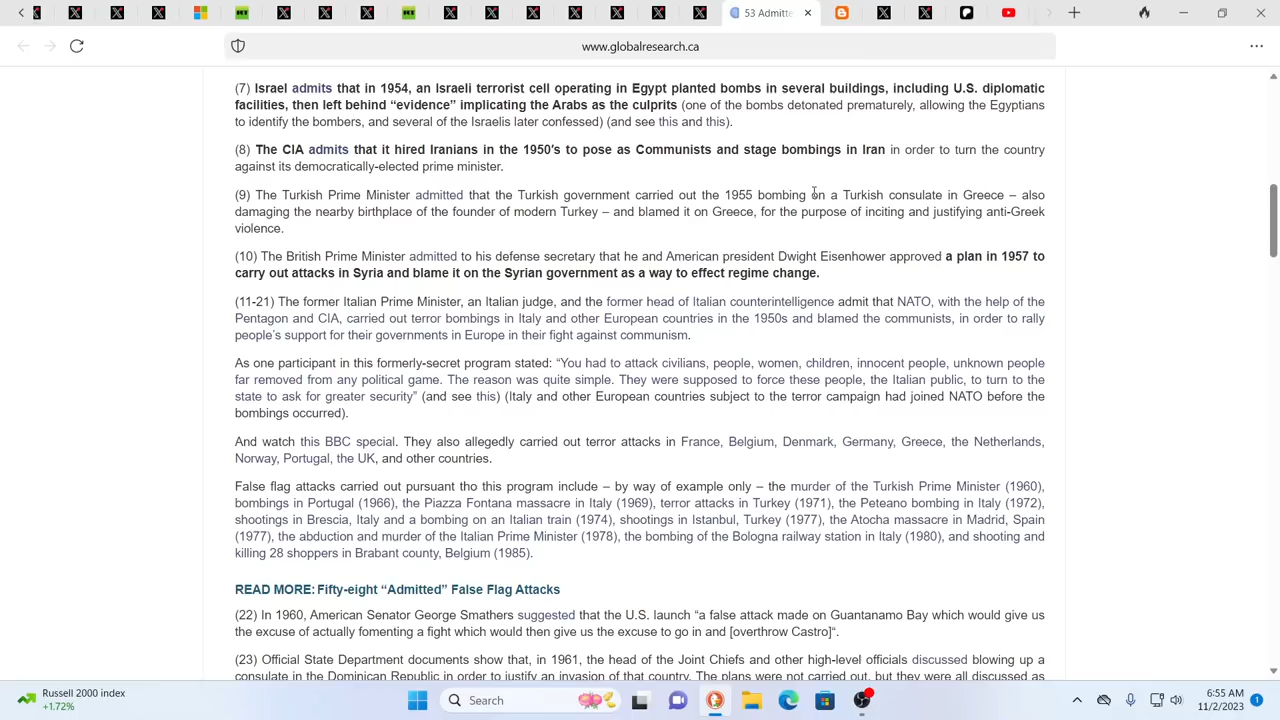 53 Admitte
www.globalresearch.ca
(7) Israel admits that in 1954, an Israeli terrorist cell operating in Egypt planted bombs in several buildings, including U.S. diplomatic
facilities, then left behind “evidence” implicating the Arabs as the culprits (one of the bombs detonated prematurely, allowing the Egyptians
to identify the bombers, and several of the Israelis later confessed) (and see this and this).
(8) The CIA admits that it hired Iranians in the 1950′s to pose as Communists and stage bombings in Iran in order to turn the country
against its democratically-elected prime minister.
(9) The Turkish Prime Minister admitted that the Turkish government carried out the 1955 bombing on a Turkish consulate in Greece – also
damaging the nearby birthplace of the founder of modern Turkey – and blamed it on Greece, for the purpose of inciting and justifying anti-Greek
violence.
(10) The British Prime Minister admitted to his defense secretary that he and American president Dwight Eisenhower approved a plan in 1957 to
carry out attacks in Syria and blame it on the Syrian government as a way to effect regime change.
(11-21) The former Italian Prime Minister, an Italian judge, and the former head of Italian counterintelligence admit that NATO, with the help of the
Pentagon and CIA, carried out terror bombings in Italy and other European countries in the 1950s and blamed the communists, in order to rally
people’s support for their governments in Europe in their fight against communism.
As one participant in this formerly-secret program stated: “You had to attack civilians, people, women, children, innocent people, unknown people
far removed from any political game. The reason was quite simple. They were supposed to force these people, the Italian public, to turn to the
state to ask for greater security” (and see this) (Italy and other European countries subject to the terror campaign had joined NATO before the
bombings occurred).
And watch this BBC special. They also allegedly carried out terror attacks in France, Belgium, Denmark, Germany, Greece, the Netherlands,
Norway, Portugal, the UK, and other countries.
False flag attacks carried out pursuant tho this program include – by way of example only – the murder of the Turkish Prime Minister (1960),
bombings in Portugal (1966), the Piazza Fontana massacre in Italy (1969), terror attacks in Turkey (1971), the Peteano bombing in Italy (1972),
shootings in Brescia, Italy and a bombing on an Italian train (1974), shootings in Istanbul, Turkey (1977), the Atocha massacre in Madrid, Spain
(1977), the abduction and murder of the Italian Prime Minister (1978), the bombing of the Bologna railway station in Italy (1980), and shooting and
killing 28 shoppers in Brabant county, Belgium (1985).
READ MORE: Fifty-eight “Admitted” False Flag Attacks
(22) In 1960, American Senator George Smathers suggested that the U.S. launch “a false attack made on Guantanamo Bay which would give us
the excuse of actually fomenting a fight which would then give us the excuse to go in and [overthrow Castro]“.
(23) Official State Department documents show that, in 1961, the head of the Joint Chiefs and other high-level officials discussed blowing up a
consulate in the Dominican Republic in order to justify an invasion of that country. The plans were not carried out, but they were all discussed as
Russell 2000 index
+1.72%
Search
6:55 AM
11/2/2023
1